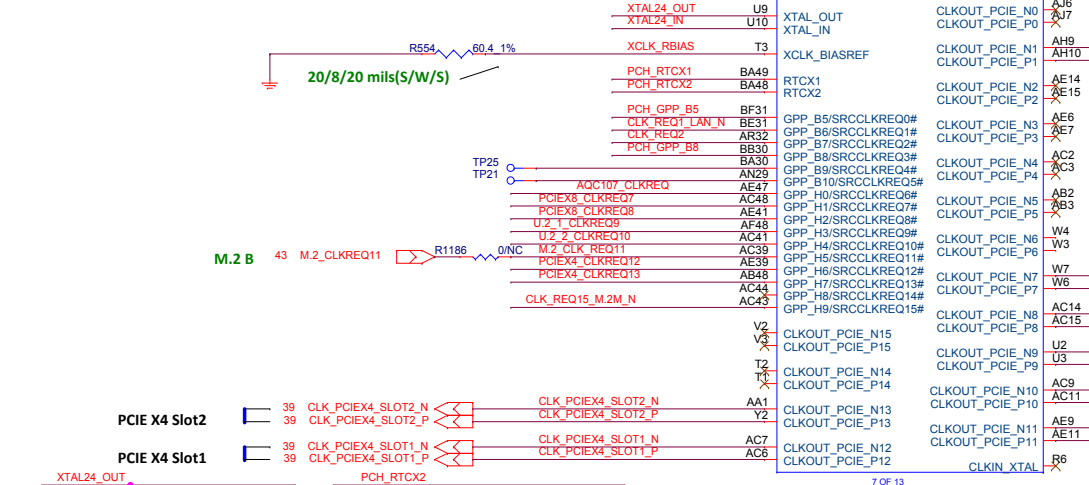 XTAL24_OUT U9 XTAL_OUT CLKOUT_PCIE_N0 AJ6
XTAL24_IN U10 XTAL_IN CLKOUT_PCIE_P0 AJ7
R554 60.4_1% XCLK_RBIAS T3 XCLK_BIASREF CLKOUT_PCIE_N1 AH9
CLKOUT_PCIE_P1 AH10
20/8/20 mils(S/W/S)
PCH_RTCX1 BA49 RTCX1 CLKOUT_PCIE_N2 AE14
PCH_RTCX2 BA48 RTCX2 CLKOUT_PCIE_P2 AE15
PCH_GPP_B5 BF31 GPP_B5/SRCCLKREQ0# CLKOUT_PCIE_N3 AE6
CLK_REQ1_LAN_N BE31 GPP_B6/SRCCLKREQ1# CLKOUT_PCIE_P3 AE7
CLK_REQ2 AR32 GPP_B7/SRCCLKREQ2#
PCH_GPP_B8 BB30 GPP_B8/SRCCLKREQ3# CLKOUT_PCIE_N4 AC2
TP25 BA30 GPP_B9/SRCCLKREQ4# CLKOUT_PCIE_P4 AC3
TP21 AN29 GPP_B10/SRCCLKREQ5#
AQC107_CLKREQ AE47 GPP_H0/SRCCLKREQ6# CLKOUT_PCIE_N5 AB2
PCIEX8_CLKREQ7 AC48 GPP_H1/SRCCLKREQ7# CLKOUT_PCIE_P5 AB3
PCIEX8_CLKREQ8 AE41 GPP_H2/SRCCLKREQ8#
U.2_1_CLKREQ9 AF48 GPP_H3/SRCCLKREQ9# CLKOUT_PCIE_N6 W4
U.2_2_CLKREQ10 AC41 GPP_H4/SRCCLKREQ10# CLKOUT_PCIE_P6 W3
M.2 B 43 M.2_CLKREQ11 R1186 0/NC M.2_CLK_REQ11 AC39 GPP_H5/SRCCLKREQ11#
PCIEX4_CLKREQ12 AE39 GPP_H6/SRCCLKREQ12# CLKOUT_PCIE_N7 W7
PCIEX4_CLKREQ13 AB48 GPP_H7/SRCCLKREQ13# CLKOUT_PCIE_P7 W6
AC44 GPP_H8/SRCCLKREQ14#
CLK_REQ15_M.2M_N AC43 GPP_H9/SRCCLKREQ15# CLKOUT_PCIE_N8 AC14
CLKOUT_PCIE_P8 AC15
V2 CLKOUT_PCIE_N15
V3 CLKOUT_PCIE_P15 CLKOUT_PCIE_N9 U2
CLKOUT_PCIE_P9 U3
T2 CLKOUT_PCIE_N14
T1 CLKOUT_PCIE_P14 CLKOUT_PCIE_N10 AC9
CLKOUT_PCIE_P10 AC11
PCIE X4 Slot2 39 CLK_PCIEX4_SLOT2_N CLK_PCIEX4_SLOT2_N AA1 CLKOUT_PCIE_N13
39 CLK_PCIEX4_SLOT2_P CLK_PCIEX4_SLOT2_P Y2 CLKOUT_PCIE_P13 CLKOUT_PCIE_N11 AE9
CLKOUT_PCIE_P11 AE11
PCIE X4 Slot1 39 CLK_PCIEX4_SLOT1_N CLK_PCIEX4_SLOT1_N AC7 CLKOUT_PCIE_N12
39 CLK_PCIEX4_SLOT1_P CLK_PCIEX4_SLOT1_P AC6 CLKOUT_PCIE_P12 CLKIN_XTAL R6
XTAL24_OUT PCH_RTCX2 7 OF 13